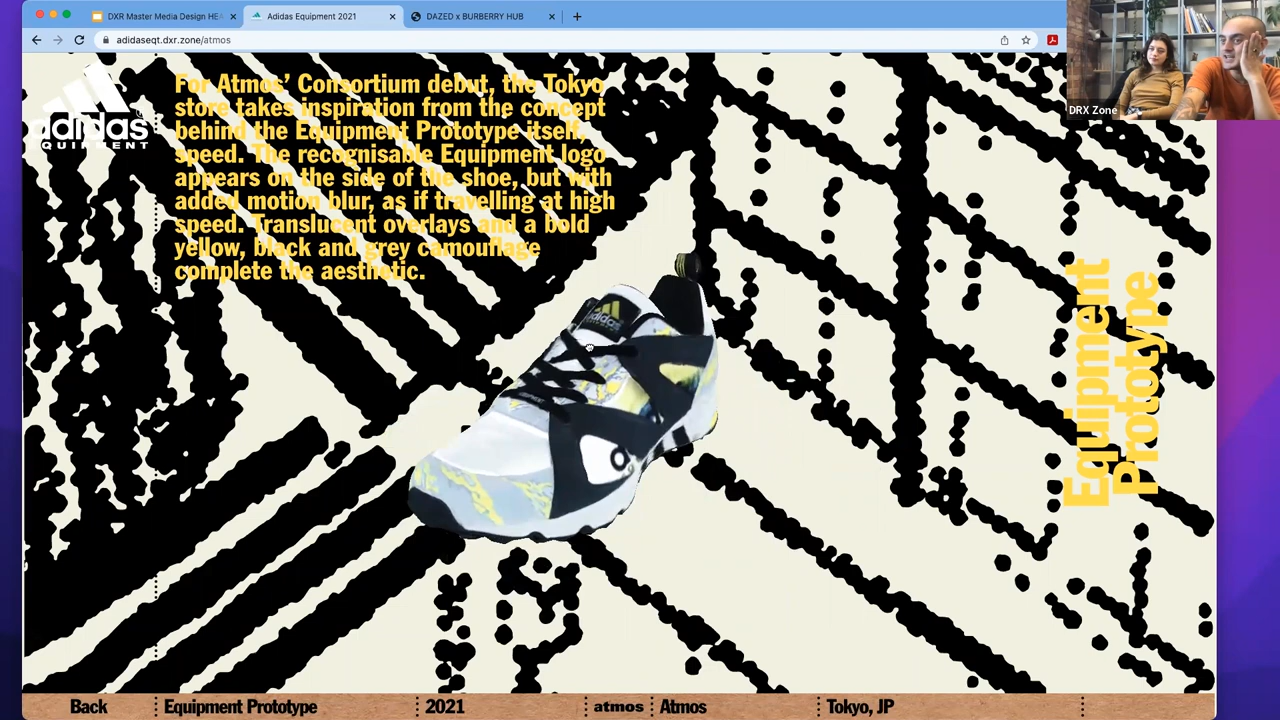 DXR Master Media Design HEA
Adidas Equipment 2021
DAZED x BURBERRY HUB
adidaseqt.dxr.zone/atmos
DRX Zone
adidas
EQUIPMENT
For Atmos’ Consortium debut, the Tokyo
store takes inspiration from the concept
behind the Equipment Prototype itself,
speed. The recognisable Equipment logo
appears on the side of the shoe, but with
added motion blur, as if travelling at high
speed. Translucent overlays and a bold
yellow, black and grey camouflage
complete the aesthetic.
adidas
Equipment
Prototype
Back
Equipment Prototype
2021
atmos
Atmos
Tokyo, JP